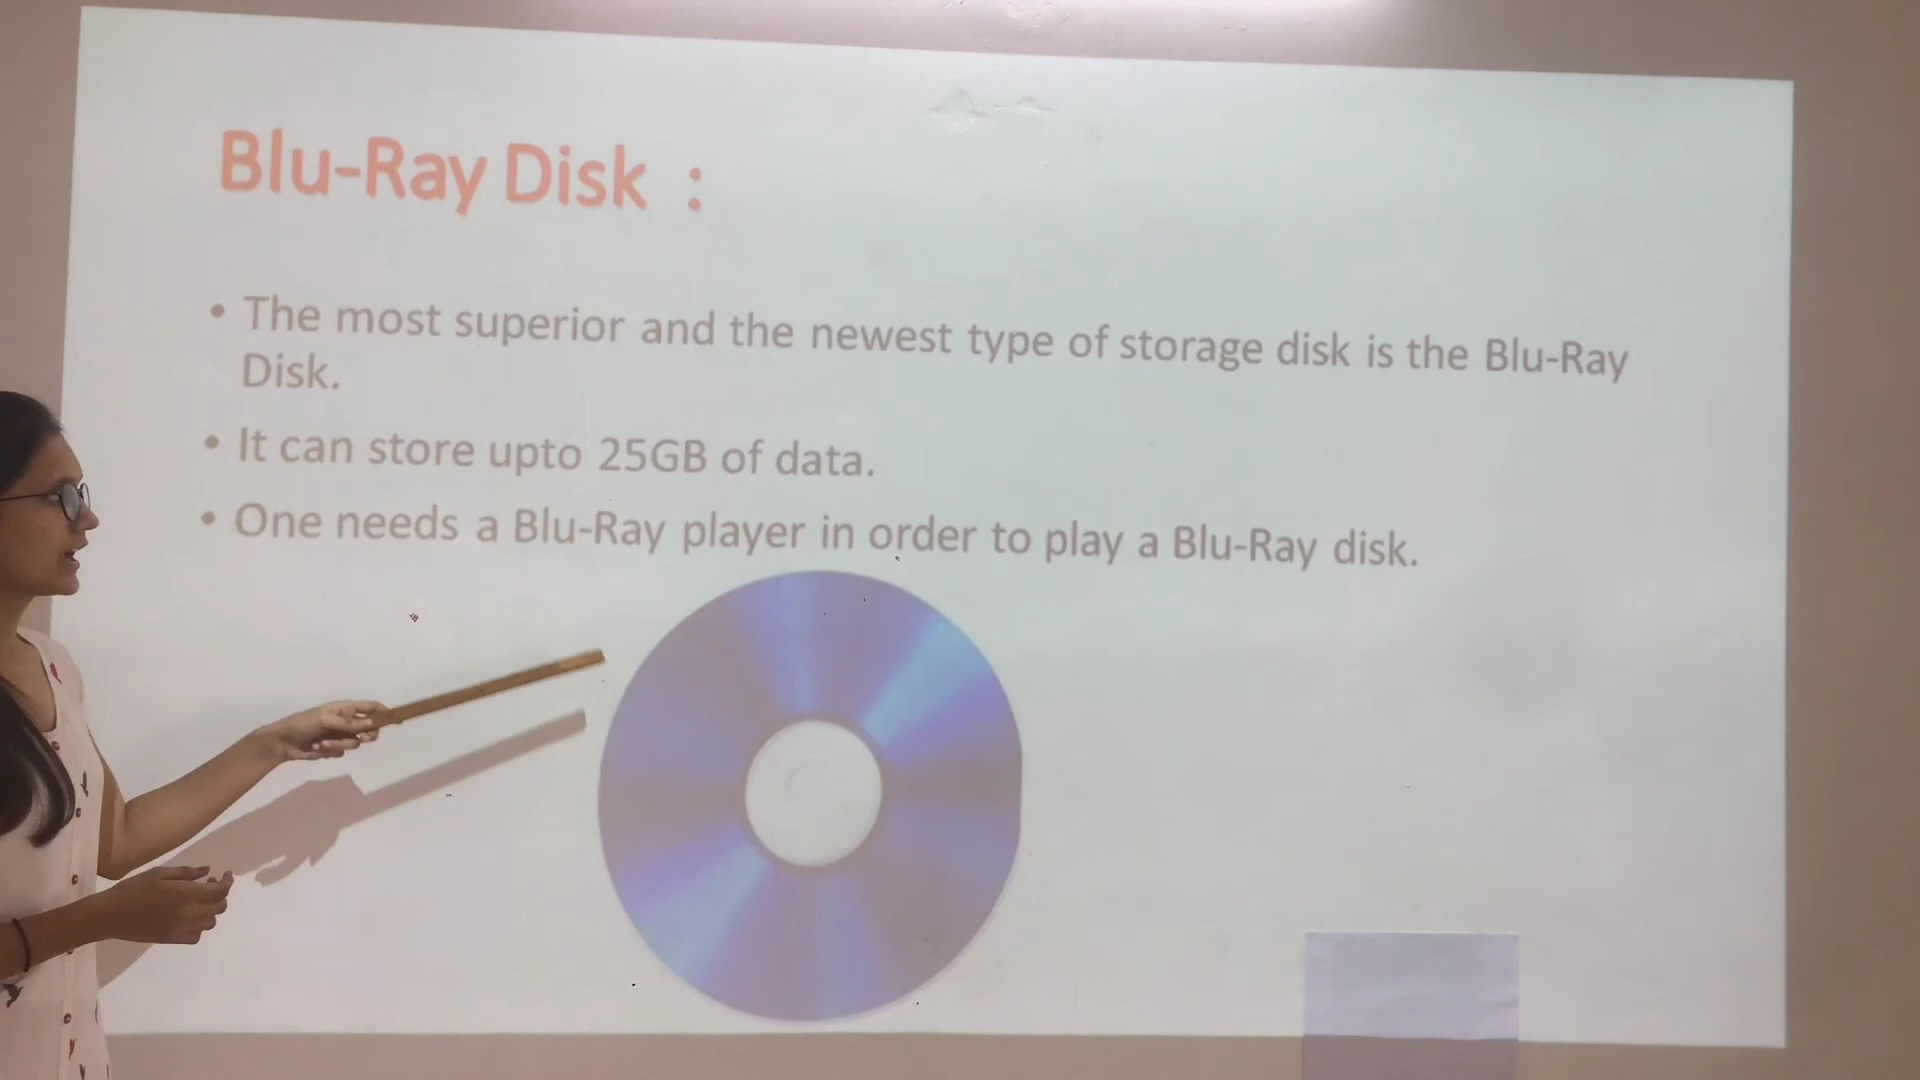 Blu-Ray Disk :
• The most superior and the newest type of storage disk is the Blu-Ray
Disk.
• It can store upto 25GB of data.
• One needs a Blu-Ray player in order to play a Blu-Ray disk.